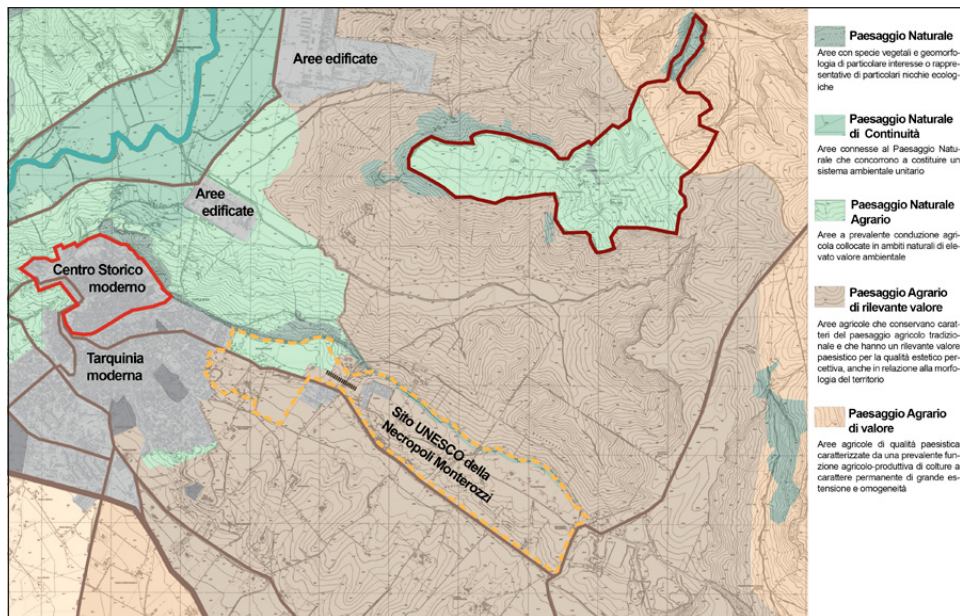 Aree edificate
Aree
edificate
Centro Storico
moderno
Tarquinia
moderna
Sito UNESCO della
Necropoli Monterozzi
Paesaggio Naturale
Aree con specie vegetali e geomorfo-
logia di particolare interesse o rappre-
sentative di particolari nicchie ecolog-
iche
Paesaggio Naturale
di Continuità
Aree connesse al Paesaggio Natu-
rale che concorrono a costituire un
sistema ambientale unitario
Paesaggio Naturale
Agrario
Aree a prevalente conduzione agri-
cola collocate in ambiti naturali di ele-
vato valore ambientale
Paesaggio Agrario
di rilevante valore
Aree agricole che conservano carat-
teri del paesaggio agricolo tradizio-
nale e che hanno un rilevante valore
paesistico per la qualità estetico per-
cettiva, anche in relazione alla morfo-
logia del territorio
Paesaggio Agrario
di valore
Aree agricole di qualità paesistica
caratterizzate da una prevalente fun-
zione agricolo-produttiva di colture a
carattere permanente di grande es-
tensione e omogeneità